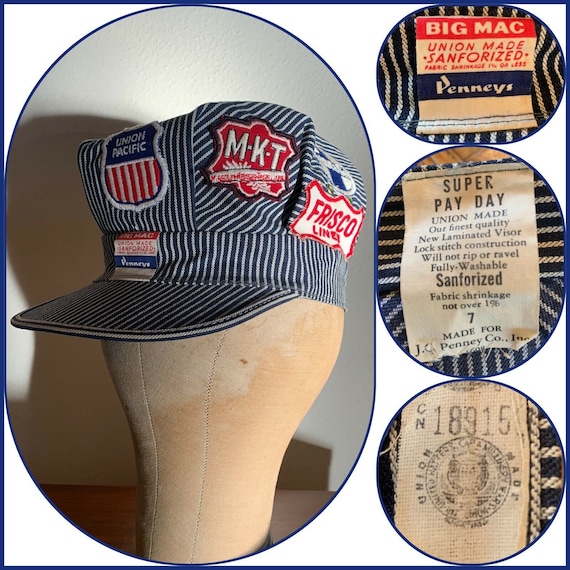 UNION
PACIFIC
M-K-T
FRISCO
LINES
BIG MAC
UNION MADE
SANFORIZED
Penneys
BIG MAC
UNION MADE
·SANFORIZED·
FABRIC SHRINKAGE 1% OR LESS
Penneys
SUPER
PAY DAY
UNION MADE
Our finest quality
New Laminated Visor
Lock stitch construction
Will not rip or ravel
Fully-Washable
Sanforized
Fabric shrinkage
not over 1%
7
MADE FOR
J.C. Penney Co., Inc.
CN
18915
UNION MADE